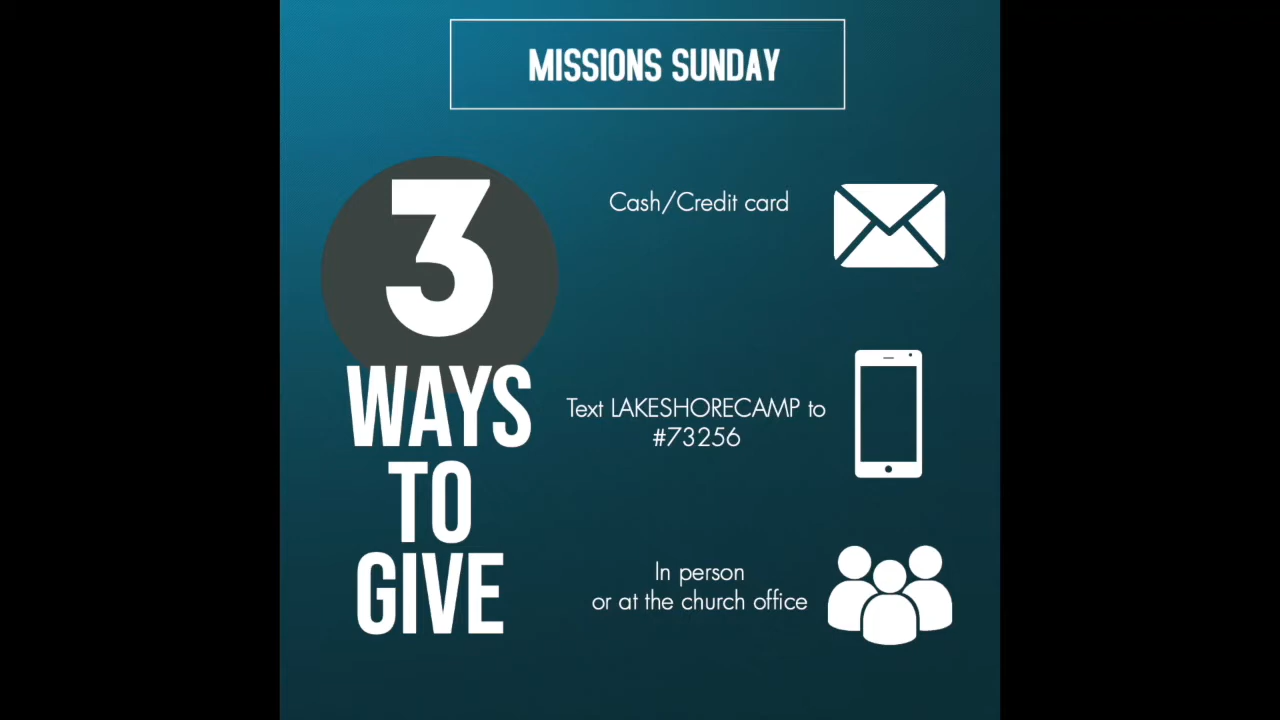 MISSIONS SUNDAY
3
WAYS
TO
GIVE
Cash/Credit card
Text LAKESHORECAMP to
#73256
In person
or at the church office